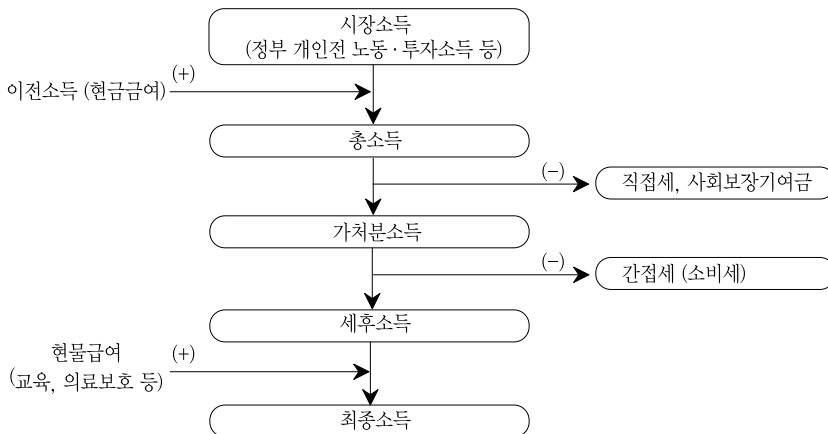 시장소득
(정부 개인전 노동·투자소득 등)
(+)
이전소득 (현금금여)
총소득
(−)
직접세, 사회보장기여금
가처분소득
(−)
간접세 (소비세)
세후소득
현물급여
(+)
(교육, 의료보호 등)
최종소득